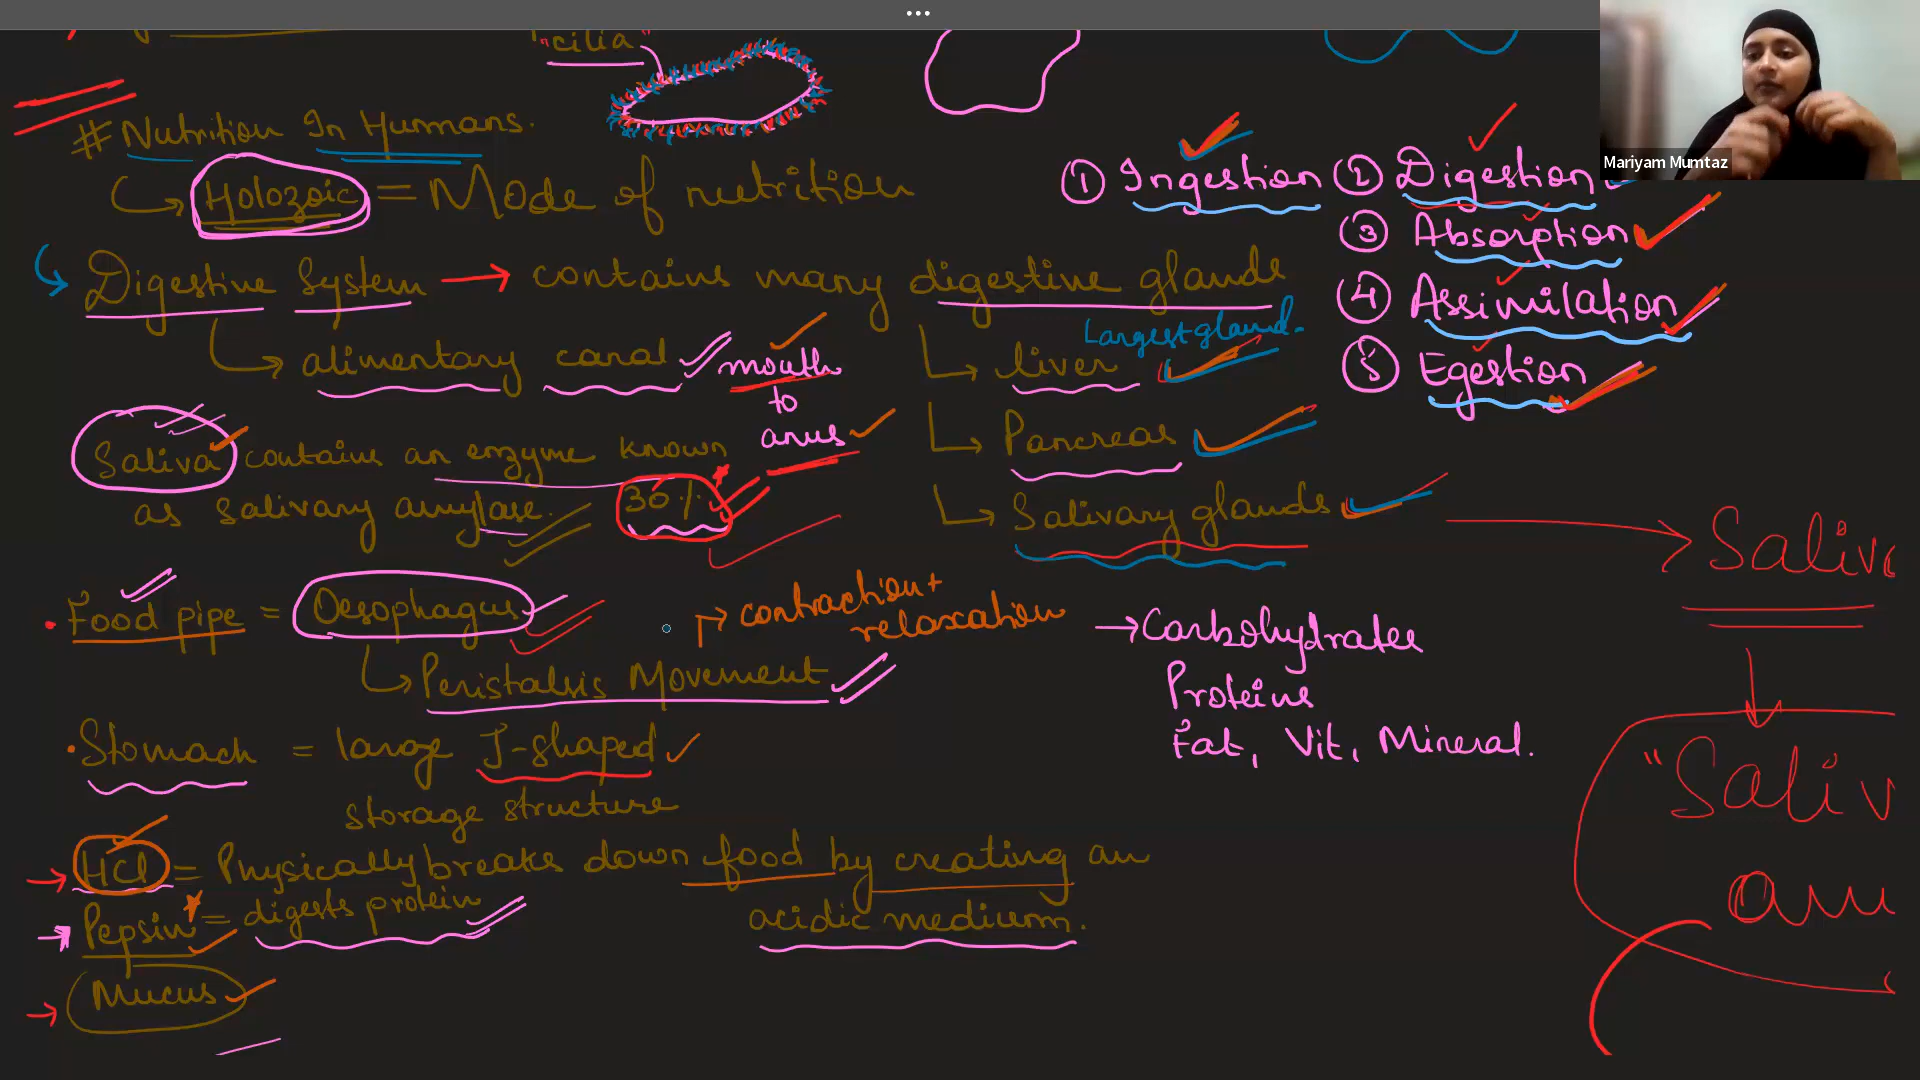 "cilia"
# Nutrition In Humans.
Holozoic = Mode of nutrition
① Ingestion ② Digestion
③ Absorption
④ Assimilation
⑤ Egestion
Digestive System → contains many digestive glands
alimentary canal
mouth
to
anus
Largest gland.
liver
Pancreas
Salivary glands
Saliva contains an enzyme known
as salivary amylase.
30%
Food pipe = Oesophagus
contraction +
relaxation
Peristalsis Movement
→ Carbohydrates
Proteins
Fat, Vit, Mineral.
Stomach = large J-shaped
storage structure
→ HCl = Physically breaks down food by creating an
acidic medium.
→ Pepsin* = digests protein
→ Mucus
Mariyam Mumtaz